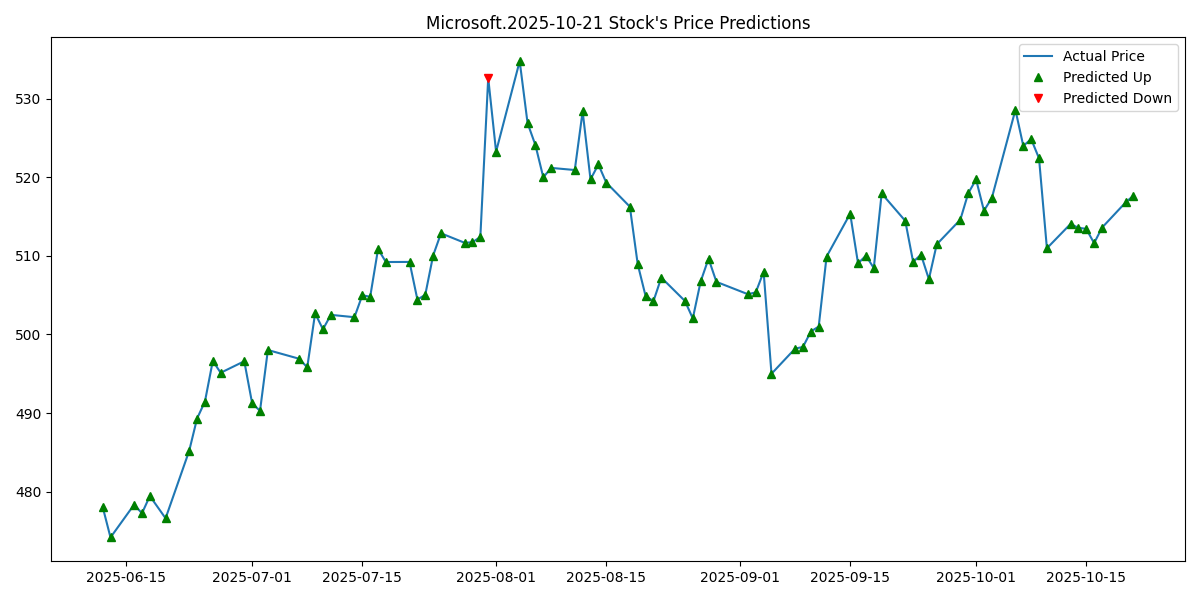 Microsoft.2025-10-21 Stock's Price Predictions
Actual Price
Predicted Up
Predicted Down
530
520
510
500
490
480
2025-06-15 2025-07-01 2025-07-15 2025-08-01 2025-08-15 2025-09-01 2025-09-15 2025-10-01 2025-10-15